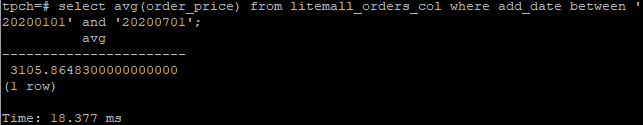 tpch=# select avg(order_price) from litemall_orders_col where add_date between '
20200101' and '20200701';
          avg
-----------------------
 3105.8648300000000000
(1 row)
Time: 18.377 ms